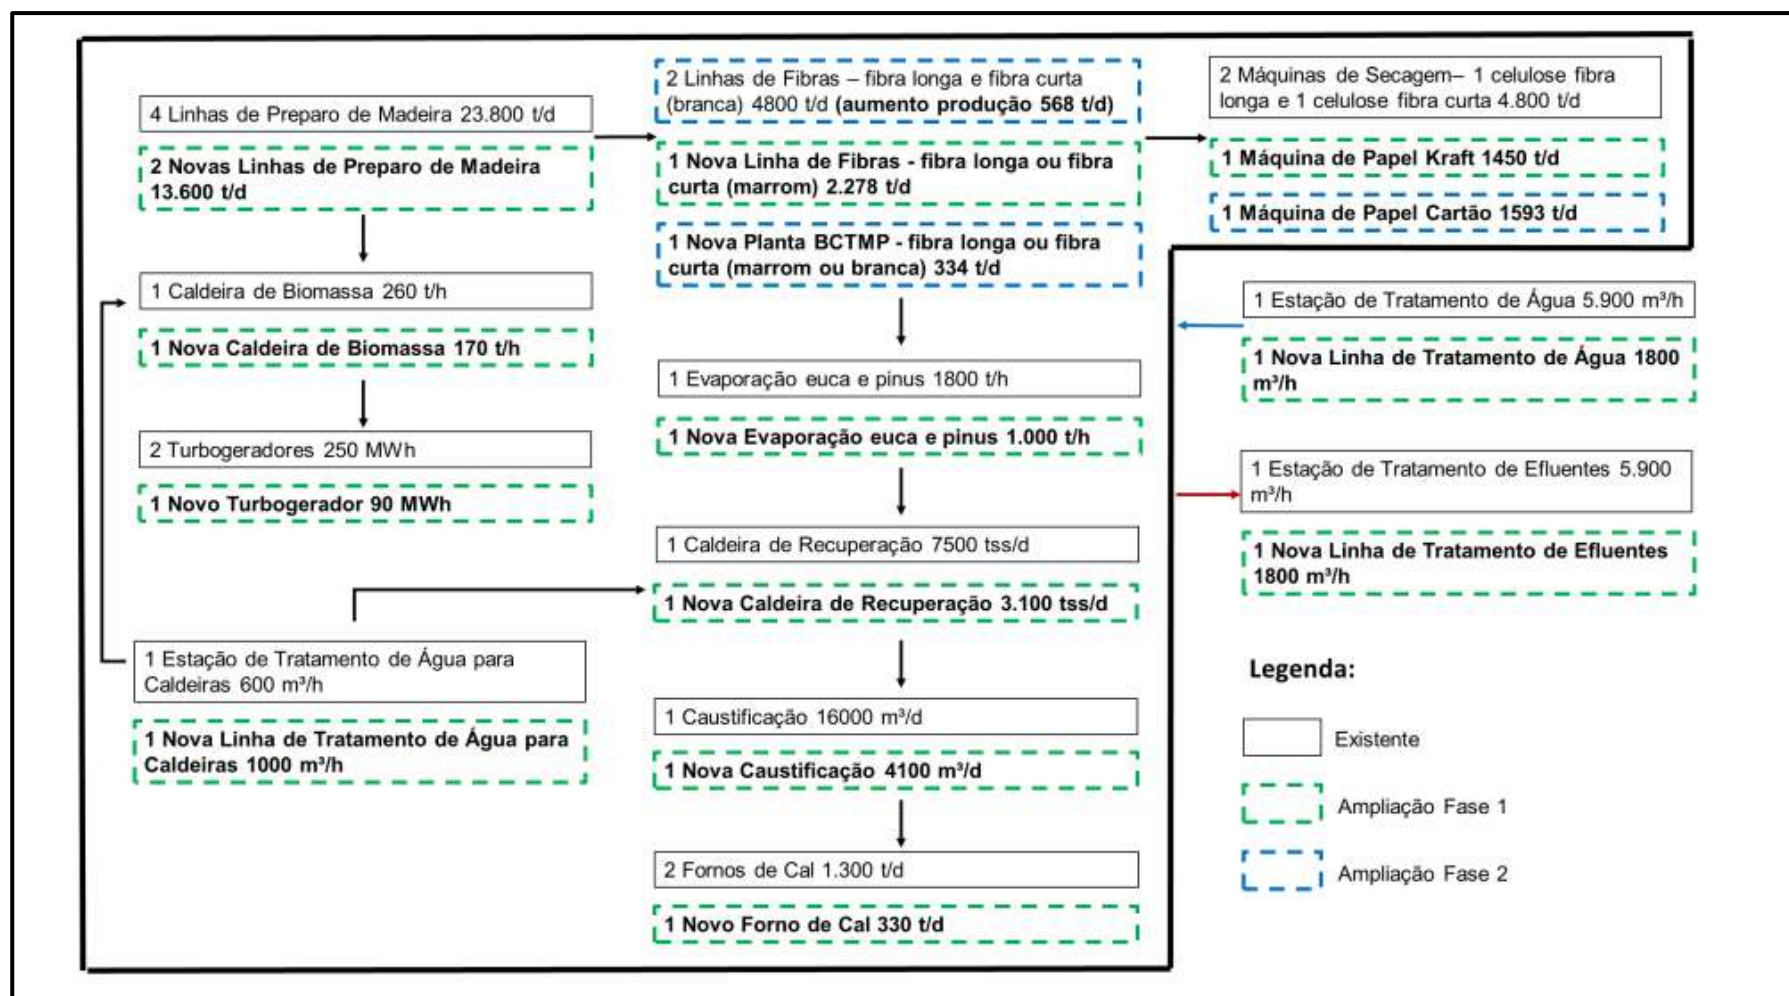 4 Linhas de Preparo de Madeira 23.800 t/d
2 Novas Linhas de Preparo de Madeira
13.600 t/d
1 Caldeira de Biomassa 260 t/h
1 Nova Caldeira de Biomassa 170 t/h
2 Turbogeradores 250 MWh
1 Novo Turbogerador 90 MWh
1 Estação de Tratamento de Água para
Caldeiras 600 m³/h
1 Nova Linha de Tratamento de Água para
Caldeiras 1000 m³/h
2 Linhas de Fibras – fibra longa e fibra curta
(branca) 4800 t/d (aumento produção 568 t/d)
1 Nova Linha de Fibras - fibra longa ou fibra
curta (marrom) 2.278 t/d
1 Nova Planta BCTMP - fibra longa ou fibra
curta (marrom ou branca) 334 t/d
1 Evaporação euca e pinus 1800 t/h
1 Nova Evaporação euca e pinus 1.000 t/h
1 Caldeira de Recuperação 7500 tss/d
1 Nova Caldeira de Recuperação 3.100 tss/d
1 Caustificação 16000 m³/d
1 Nova Caustificação 4100 m³/d
2 Fornos de Cal 1.300 t/d
1 Novo Forno de Cal 330 t/d
2 Máquinas de Secagem– 1 celulose fibra
longa e 1 celulose fibra curta 4.800 t/d
1 Máquina de Papel Kraft 1450 t/d
1 Máquina de Papel Cartão 1593 t/d
1 Estação de Tratamento de Água 5.900 m³/h
1 Nova Linha de Tratamento de Água 1800
m³/h
1 Estação de Tratamento de Efluentes 5.900
m³/h
1 Nova Linha de Tratamento de Efluentes
1800 m³/h
Legenda:
Existente
Ampliação Fase 1
Ampliação Fase 2